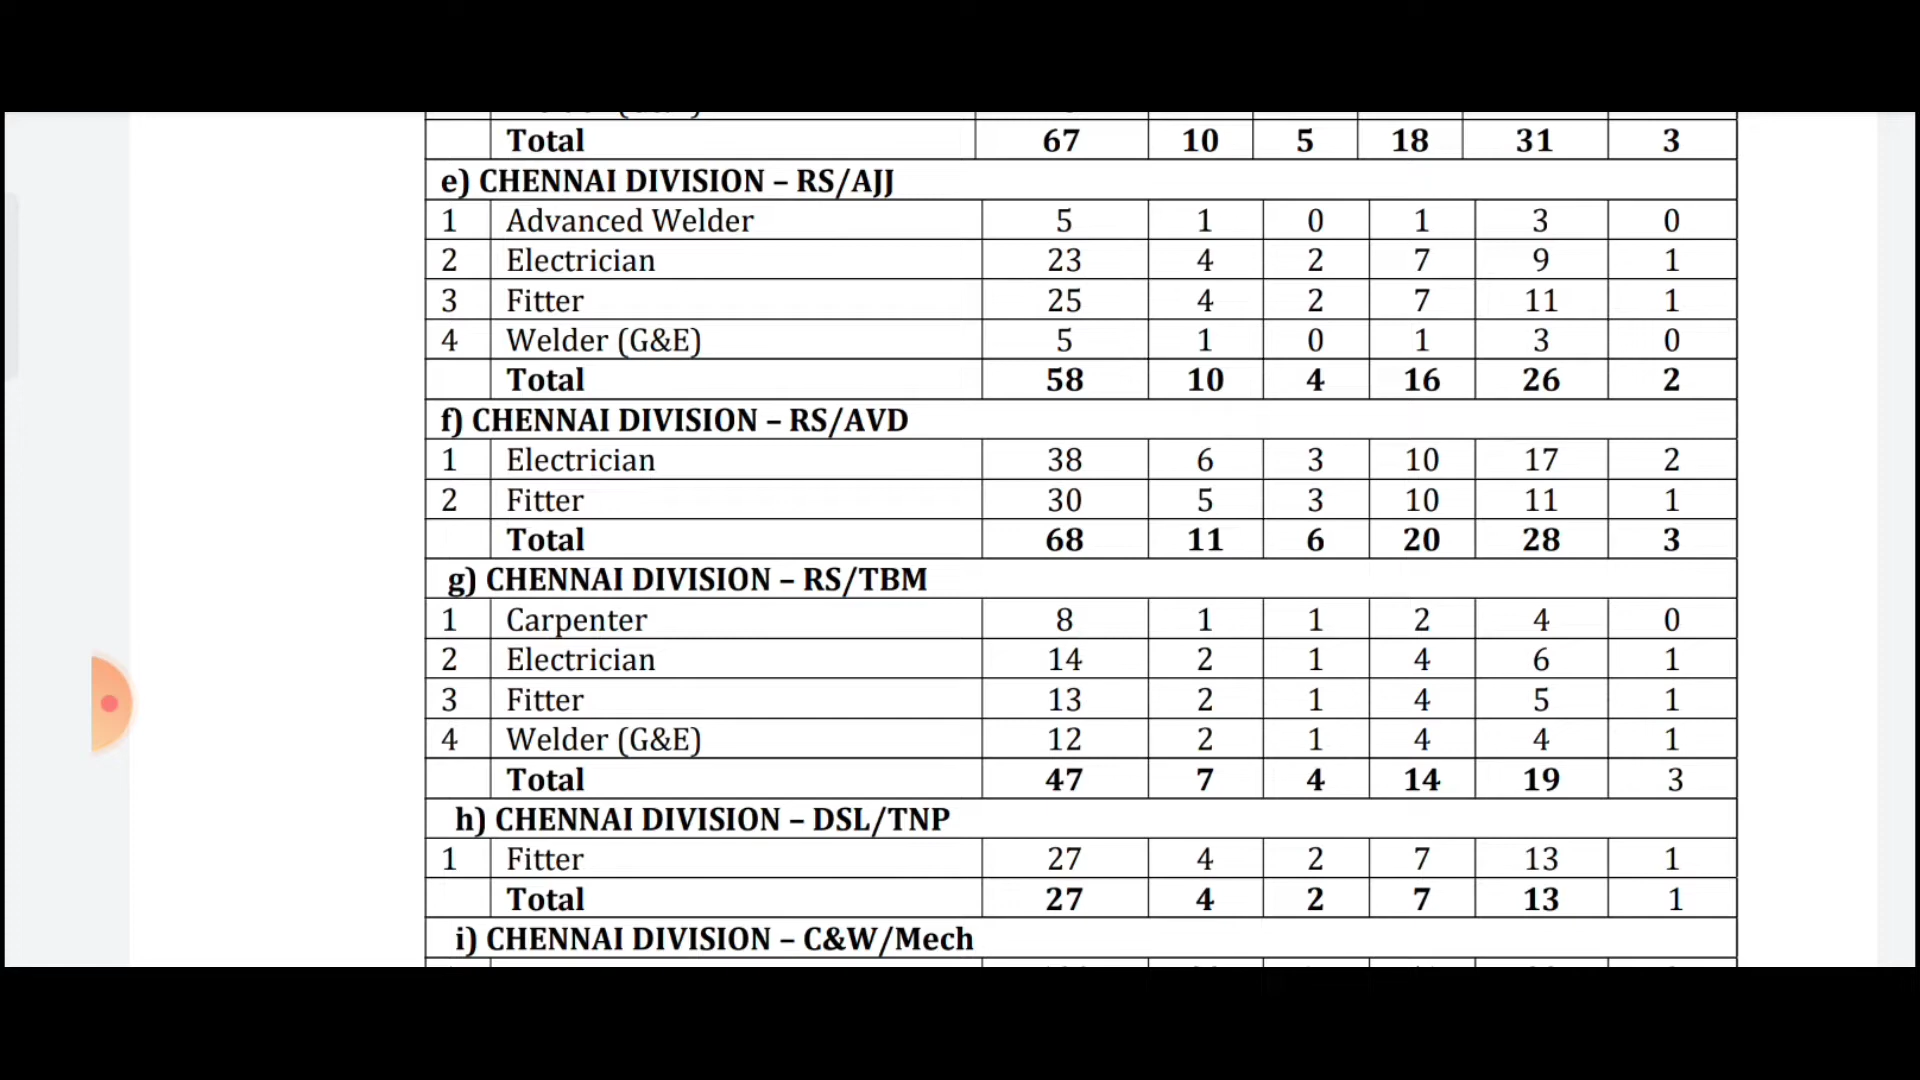 Total 67 10 5 18 31 3
e) CHENNAI DIVISION – RS/AJJ
1 Advanced Welder 5 1 0 1 3 0
2 Electrician 23 4 2 7 9 1
3 Fitter 25 4 2 7 11 1
4 Welder (G&E) 5 1 0 1 3 0
Total 58 10 4 16 26 2
f) CHENNAI DIVISION – RS/AVD
1 Electrician 38 6 3 10 17 2
2 Fitter 30 5 3 10 11 1
Total 68 11 6 20 28 3
g) CHENNAI DIVISION – RS/TBM
1 Carpenter 8 1 1 2 4 0
2 Electrician 14 2 1 4 6 1
3 Fitter 13 2 1 4 5 1
4 Welder (G&E) 12 2 1 4 4 1
Total 47 7 4 14 19 3
h) CHENNAI DIVISION – DSL/TNP
1 Fitter 27 4 2 7 13 1
Total 27 4 2 7 13 1
i) CHENNAI DIVISION – C&W/Mech